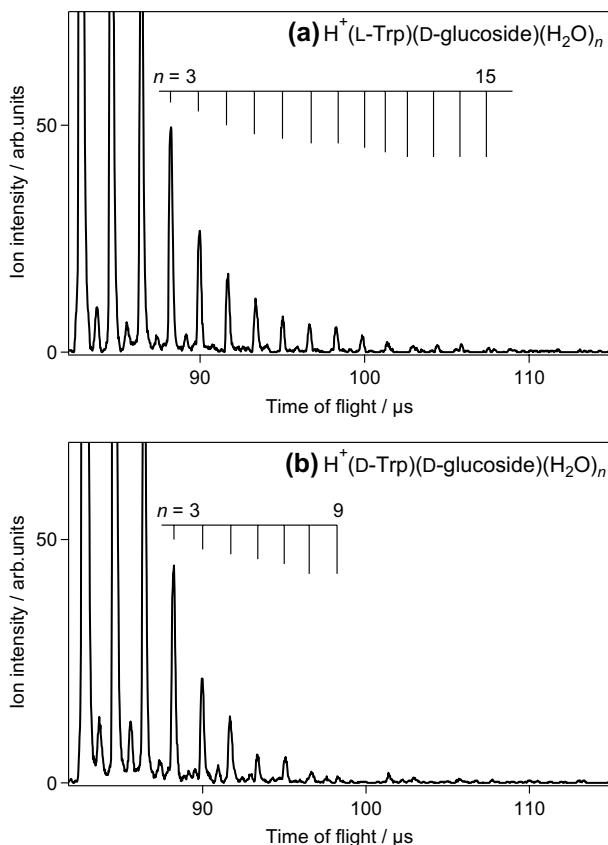 (a) H⁺(L-Trp)(D-glucoside)(H₂O)ₙ
n = 3 15
50
0
Ion intensity / arb.units
90 100 110
Time of flight / µs
(b) H⁺(D-Trp)(D-glucoside)(H₂O)ₙ
n = 3 9
50
0
Ion intensity / arb.units
90 100 110
Time of flight / µs